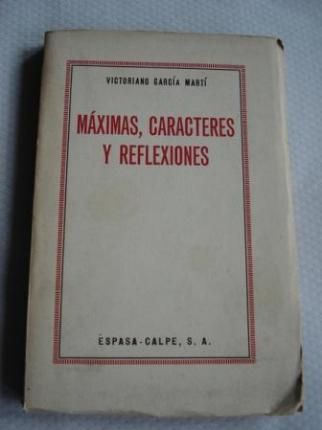 VICTORIANO GARCÍA MARTÍ
MÁXIMAS, CARACTERES
Y REFLEXIONES
ESPASA-CALPE, S. A.